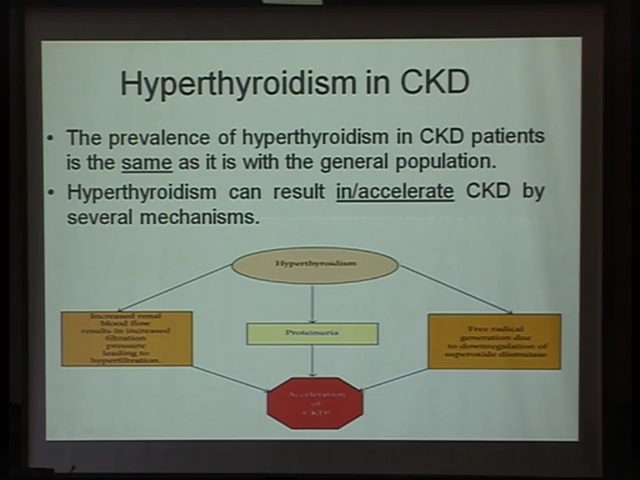 Hyperthyroidism in CKD
• The prevalence of hyperthyroidism in CKD patients
is the same as it is with the general population.
• Hyperthyroidism can result in/accelerate CKD by
several mechanisms.
Hyperthyroidism
Increased renal
blood flow
results in increased
filtration
pressure
leading to
hyperfiltration.
Proteinuria
Free radical
generation due
to downregulation of
superoxide dismutase
Acceleration
of
CKD